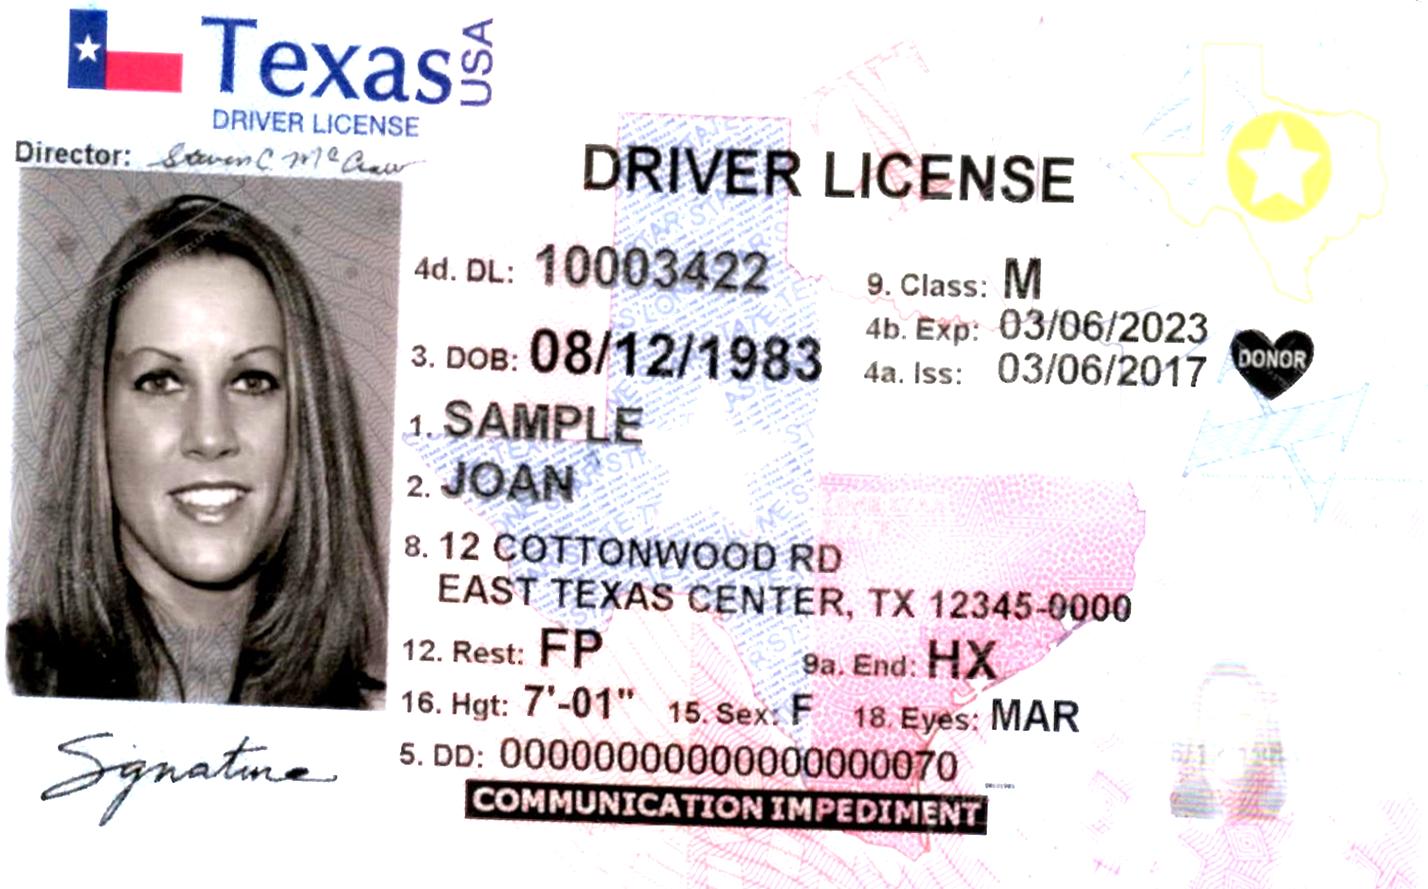 Texas USA
DRIVER LICENSE
Director: Steven C. McCraw
DRIVER LICENSE
4d. DL: 10003422
9. Class: M
4b. Exp: 03/06/2023
3. DOB: 08/12/1983
4a. Iss: 03/06/2017
DONOR
1. SAMPLE
2. JOAN
8. 12 COTTONWOOD RD
EAST TEXAS CENTER, TX 12345-0000
12. Rest: FP
9a. End: HX
16. Hgt: 7'-01" 15. Sex: F 18. Eyes: MAR
5. DD: 00000000000000000070
Signature
COMMUNICATION IMPEDIMENT